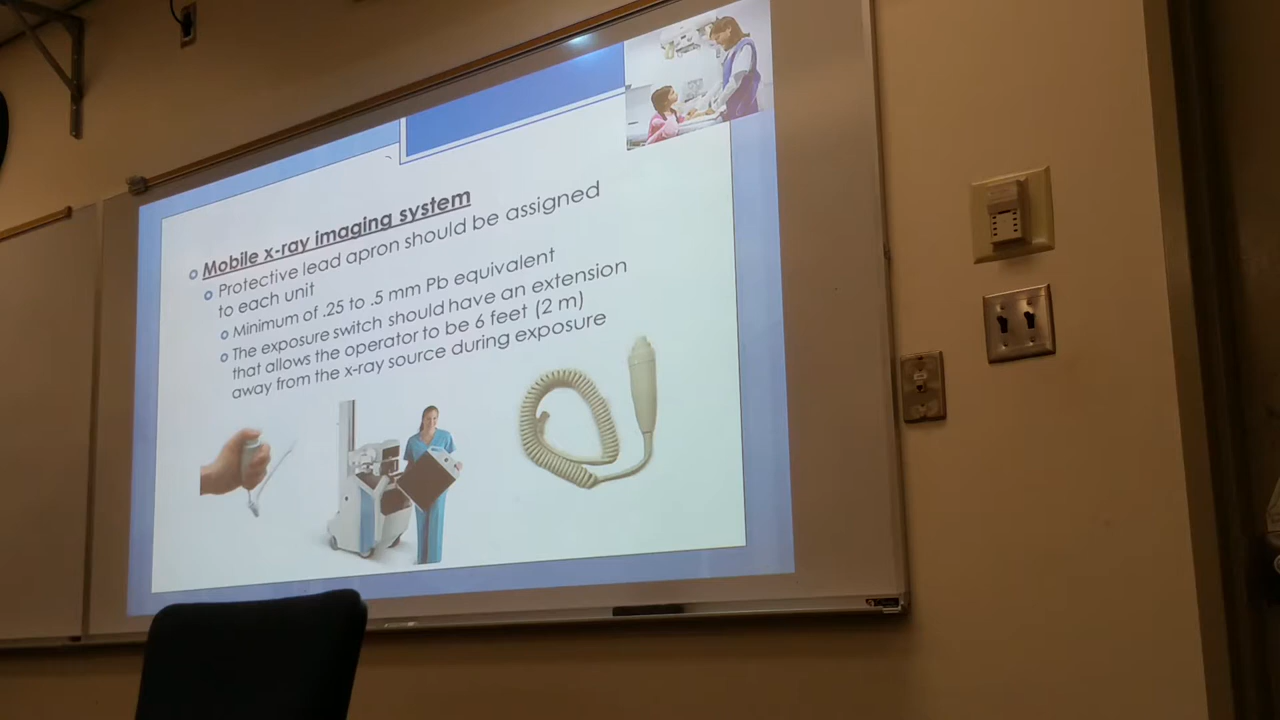 Mobile x-ray imaging system
Protective lead apron should be assigned
to each unit
Minimum of .25 to .5 mm Pb equivalent
The exposure switch should have an extension
that allows the operator to be 6 feet (2 m)
away from the x-ray source during exposure